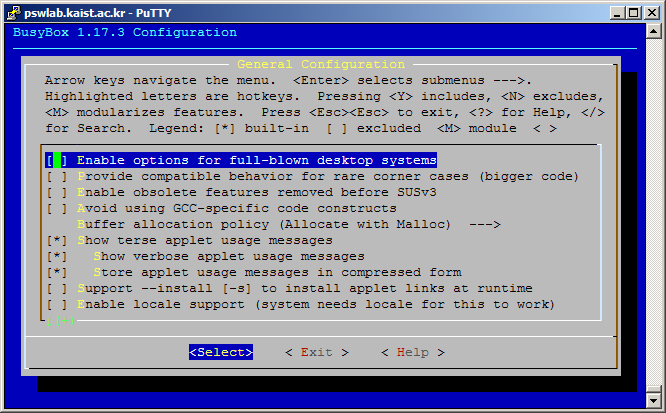 pswlab.kaist.ac.kr - PuTTY
BusyBox 1.17.3 Configuration
General Configuration
Arrow keys navigate the menu.  <Enter> selects submenus --->.
Highlighted letters are hotkeys.  Pressing <Y> includes, <N> excludes,
<M> modularizes features.  Press <Esc><Esc> to exit, <?> for Help, </>
for Search.  Legend: [*] built-in  [ ] excluded  <M> module  < >
[ ] Enable options for full-blown desktop systems
[ ] Provide compatible behavior for rare corner cases (bigger code)
[ ] Enable obsolete features removed before SUSv3
[ ] Avoid using GCC-specific code constructs
Buffer allocation policy (Allocate with Malloc)  --->
[*] Show terse applet usage messages
[*]   Show verbose applet usage messages
[*]   Store applet usage messages in compressed form
[ ] Support --install [-s] to install applet links at runtime
[ ] Enable locale support (system needs locale for this to work)
<Select>    < Exit >    < Help >